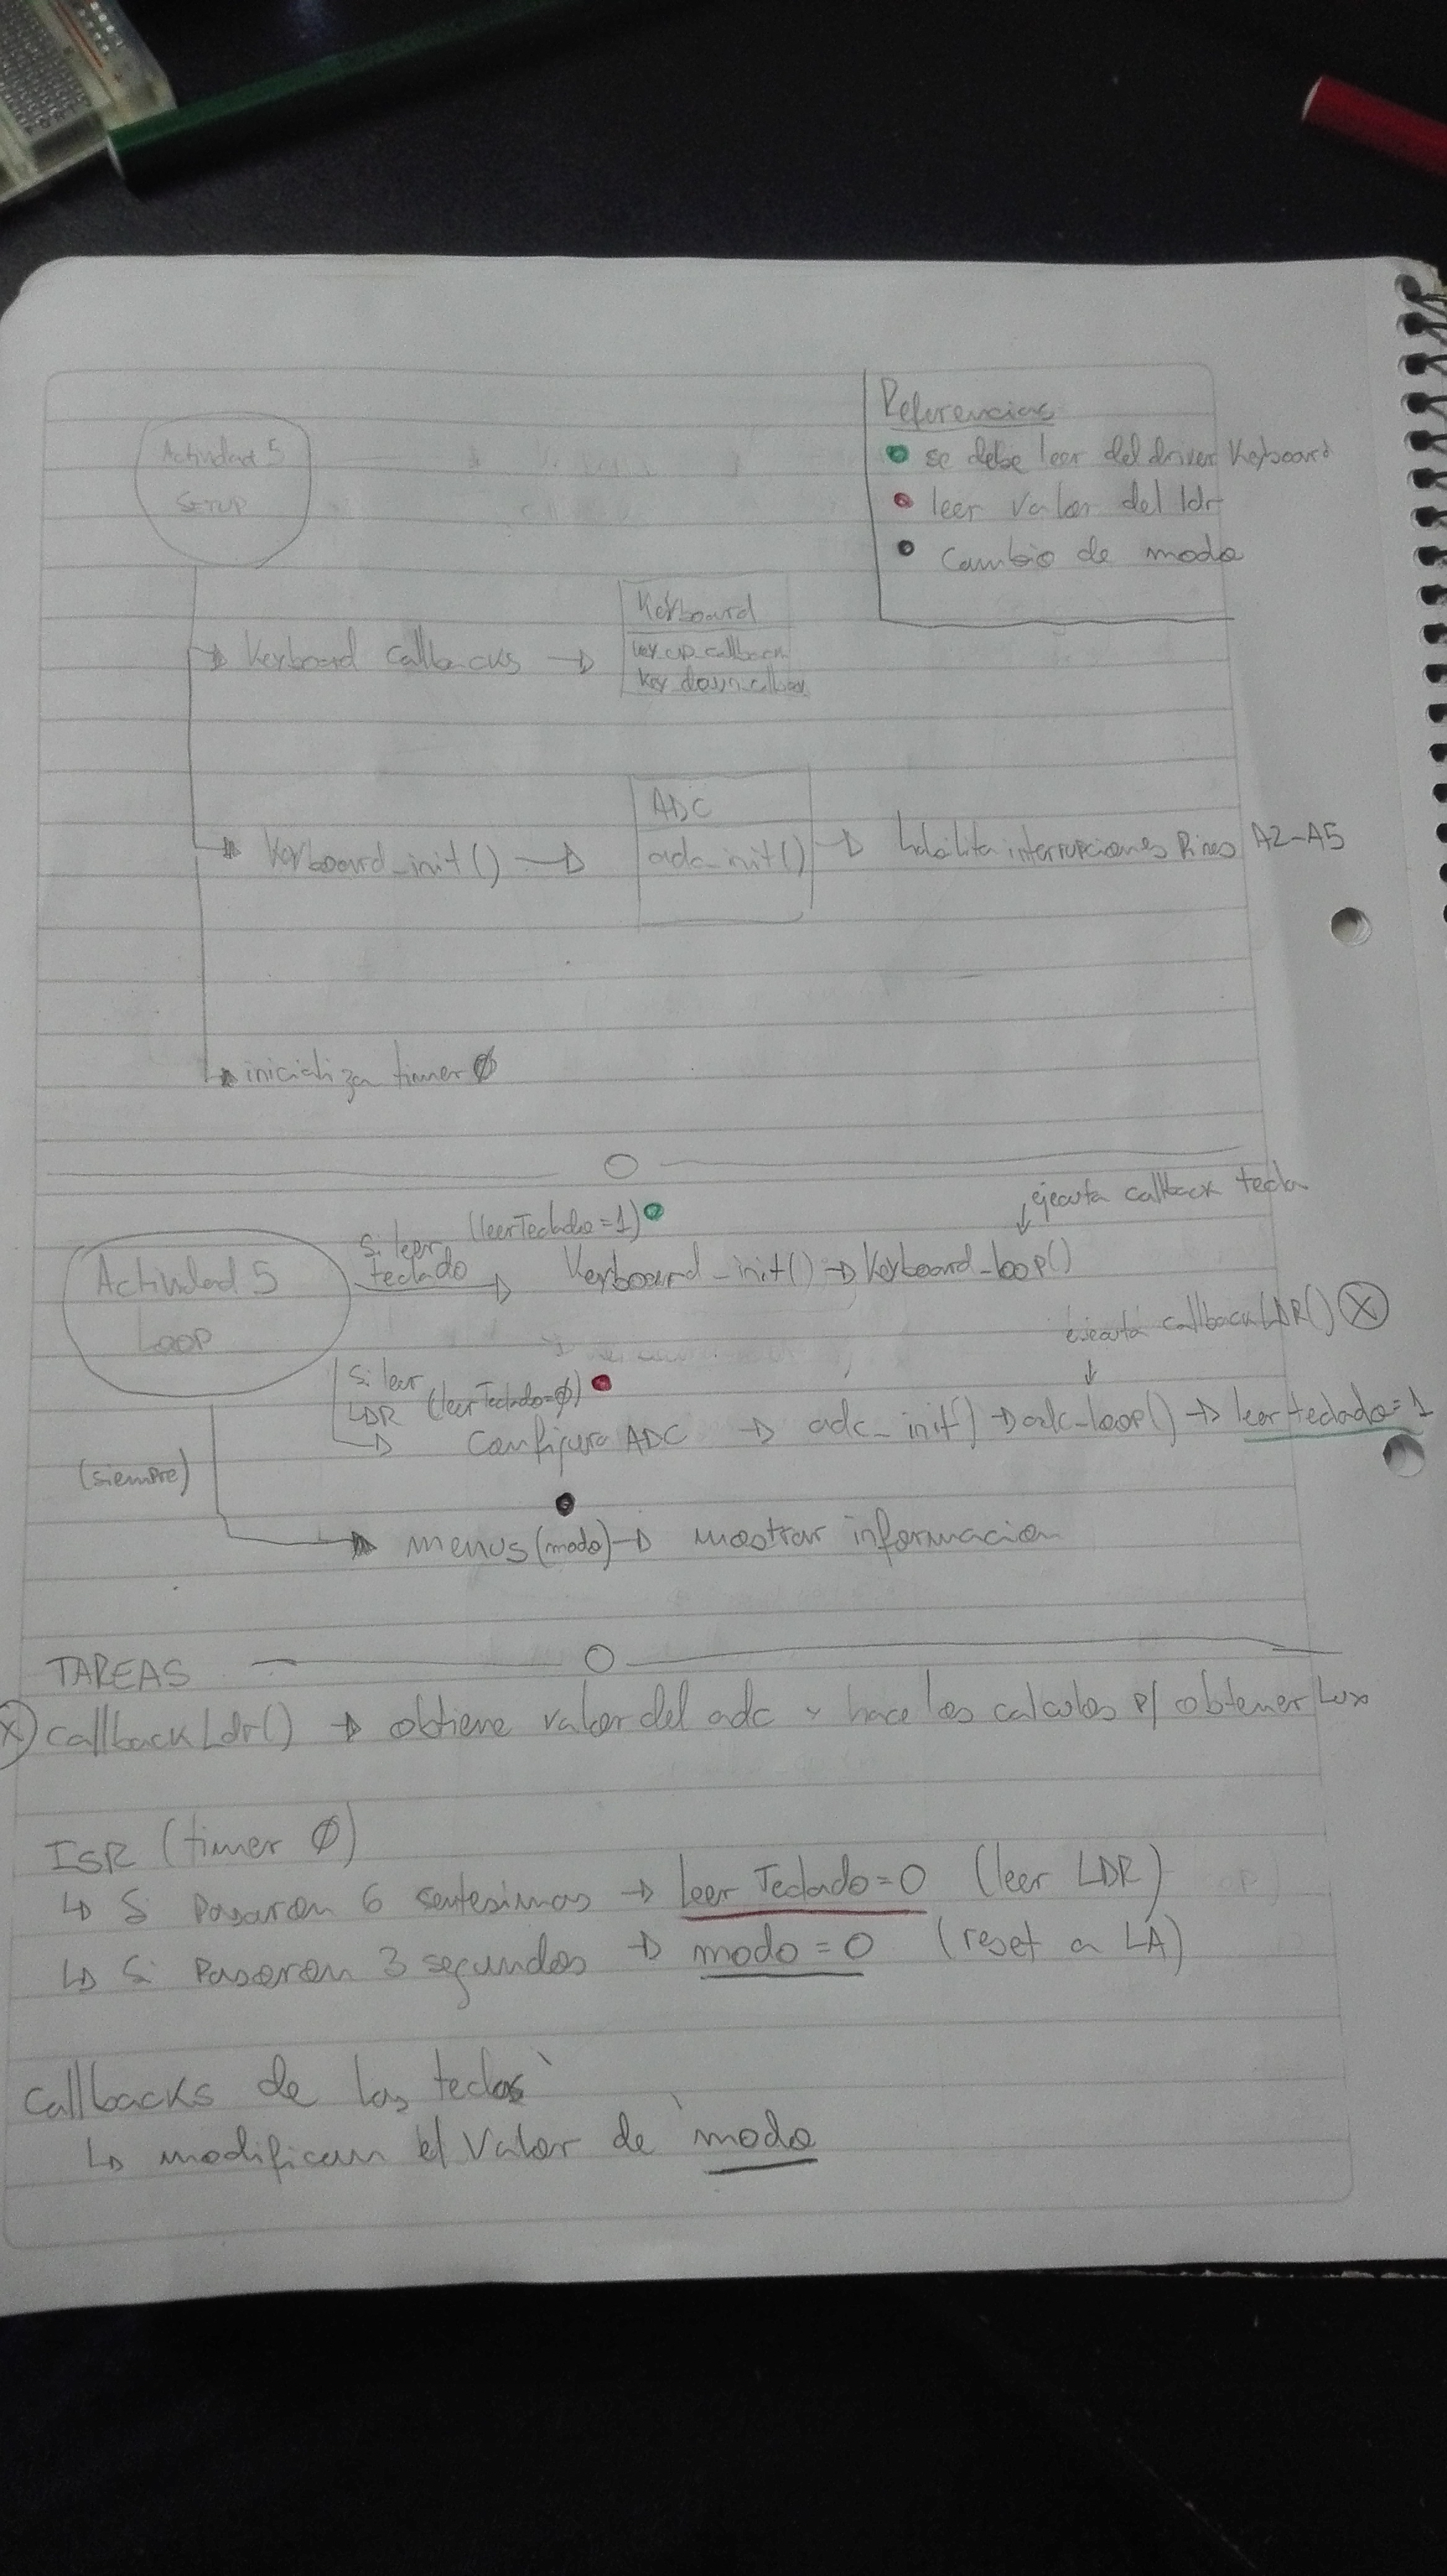 Referencias
se debe leer del driver Keyboard
leer valor del ldr
Cambio de modo
Actividad 5
SETUP
Keyboard Callbacks →
Keyboard
key_up_callback
Key_down_callback
Keyboard_init() →
ADC
adc_init()
→ habilita interrupciones Pines A2-A5
inicializa timer Ø
Actividad 5
Loop
Si leer (leerTeclado=1)
teclado → Keyboard_init() → Keyboard_loop()
ejecuta callback tecla
ejecuta callbackLDR() X
Si leer
LDR (leerTeclado=Ø)
→ Configura ADC → adc_init() → adc_loop() → leerteclado=1
(siempre)
→ menus(modo) → mostrar informacion
TAREAS
X callbackLdr() → obtiene valor del adc y hace los calculos p/ obtener Lux
ISR (timer Ø)
↳ Si Pasaron 6 sentesimas → leer Teclado=0 (leer LDR)
↳ Si Pasaron 3 segundos → modo=0 (reset a LA)
Callbacks de las teclas
↳ modifican el Valor de modo